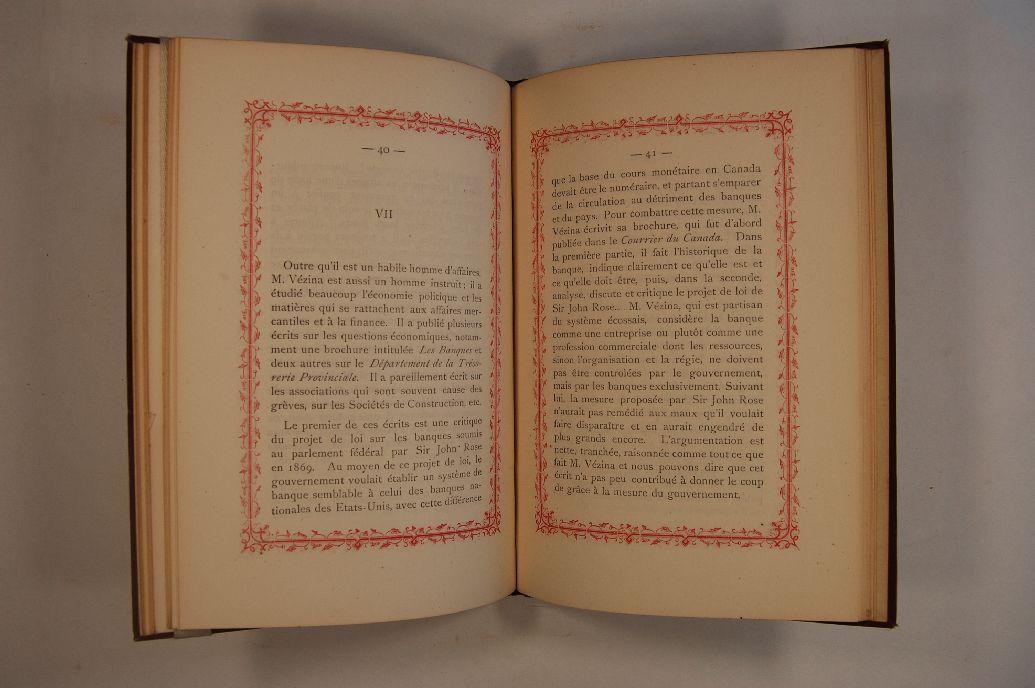 — 40 —
VII
Outre qu'il est un habile homme d'affaires,
M. Vézina est aussi un homme instruit; il a
étudié beaucoup l'économie politique et les
matières qui se rattachent aux affaires mer-
cantiles et à la finance. Il a publié plusieurs
écrits sur les questions économiques, notam-
ment une brochure intitulée Les Banques et
deux autres sur le Département de la Tréso-
rerie Provinciale. Il a pareillement écrit sur
les associations qui sont souvent cause des
grèves, sur les Sociétés de Construction, etc.
Le premier de ces écrits est une critique
du projet de loi sur les banques soumis
au parlement fédéral par Sir John Rose
en 1869. Au moyen de ce projet de loi, le
gouvernement voulait établir un système de
banque semblable à celui des banques na-
tionales des Etats-Unis, avec cette différence
— 41 —
que la base du cours monétaire en Canada
devait être le numéraire, et partant s'emparer
de la circulation au détriment des banques
et du pays. Pour combattre cette mesure, M.
Vézina écrivit sa brochure, qui fut d'abord
publiée dans le Courrier du Canada. Dans
la première partie, il fait l'historique de la
banque, indique clairement ce qu'elle est et
ce qu'elle doit être, puis, dans la seconde,
analyse, discute et critique le projet de loi de
Sir John Rose.. M. Vézina, qui est partisan
du système écossais, considère la banque
comme une entreprise ou plutôt comme une
profession commerciale dont les ressources,
sinon l'organisation et la régie, ne doivent
pas être controlées par le gouvernement,
mais par les banques exclusivement. Suivant
lui, la mesure proposée par Sir John Rose
n'aurait pas remédié aux maux qu'il voulait
faire disparaître et en aurait engendré de
plus grands encore. L'argumentation est
nette, tranchée, raisonnée comme tout ce que
fait M. Vézina et nous pouvons dire que cet
écrit n'a pas peu contribué à donner le coup
de grâce à la mesure du gouvernement.